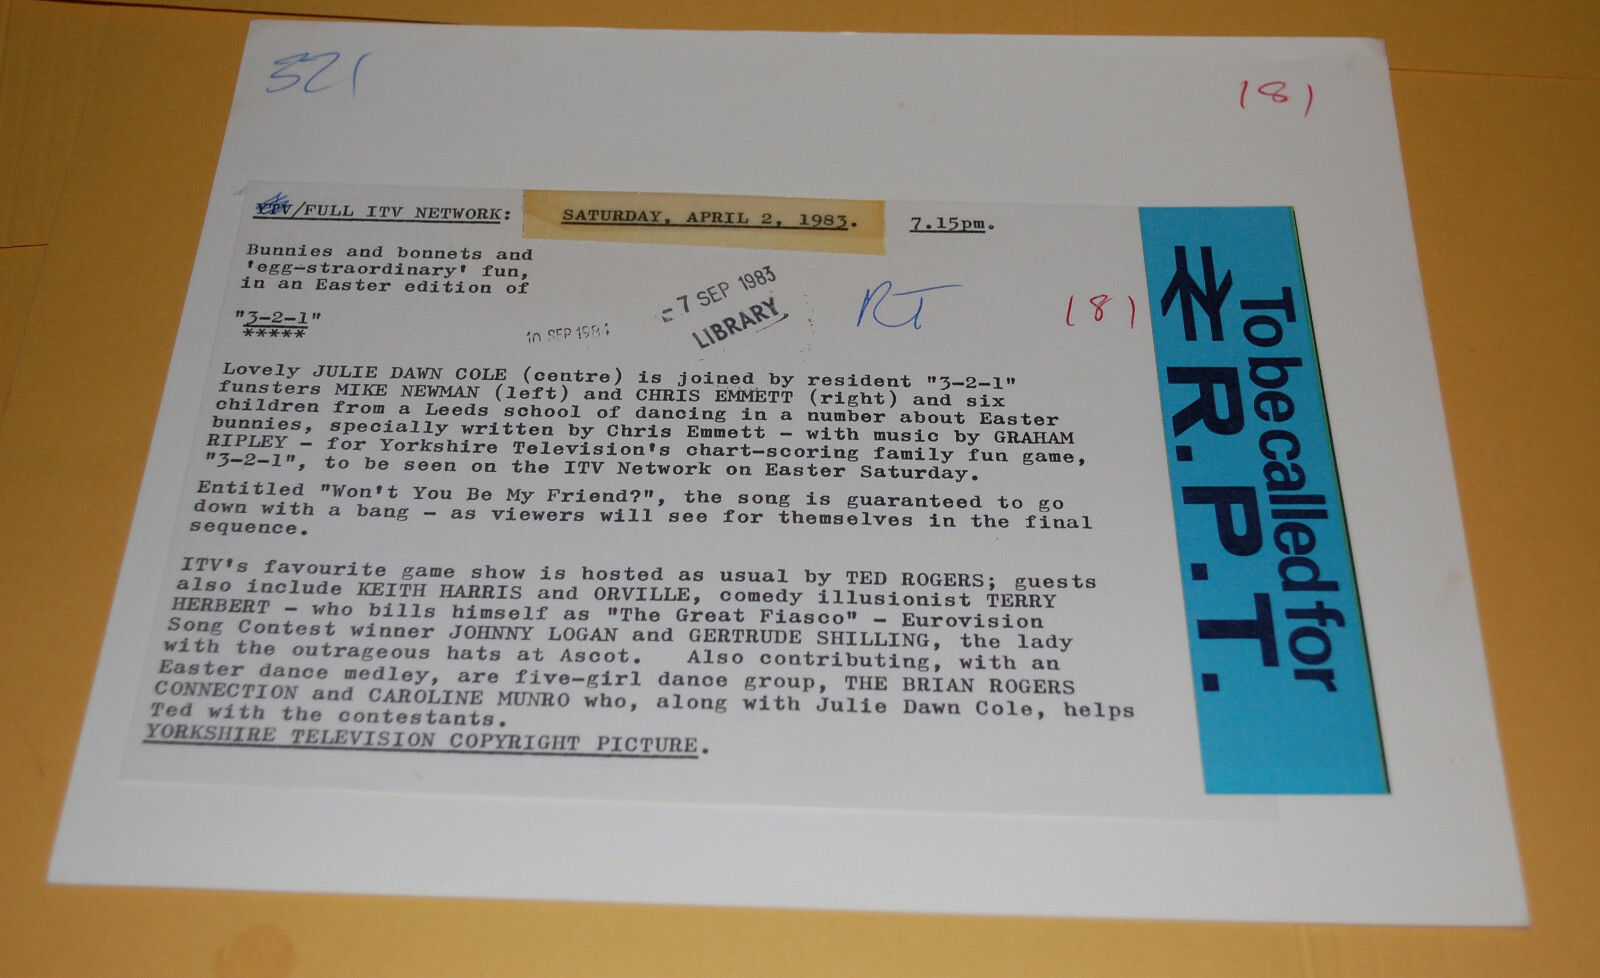 321
181
YTV/FULL ITV NETWORK: SATURDAY, APRIL 2, 1983. 7.15pm.
Bunnies and bonnets and
'egg-straordinary' fun,
in an Easter edition of
"3-2-1"
*****
10 SEP 1984
-7 SEP 1983
LIBRARY
RT
181
Lovely JULIE DAWN COLE (centre) is joined by resident "3-2-1"
funsters MIKE NEWMAN (left) and CHRIS EMMETT (right) and six
children from a Leeds school of dancing in a number about Easter
bunnies, specially written by Chris Emmett - with music by GRAHAM
RIPLEY - for Yorkshire Television's chart-scoring family fun game,
"3-2-1", to be seen on the ITV Network on Easter Saturday.
Entitled "Won't You Be My Friend?", the song is guaranteed to go
down with a bang - as viewers will see for themselves in the final
sequence.
ITV's favourite game show is hosted as usual by TED ROGERS; guests
also include KEITH HARRIS and ORVILLE, comedy illusionist TERRY
HERBERT - who bills himself as "The Great Fiasco" - Eurovision
Song Contest winner JOHNNY LOGAN and GERTRUDE SHILLING, the lady
with the outrageous hats at Ascot. Also contributing, with an
Easter dance medley, are five-girl dance group, THE BRIAN ROGERS
CONNECTION and CAROLINE MUNRO who, along with Julie Dawn Cole, helps
Ted with the contestants.
YORKSHIRE TELEVISION COPYRIGHT PICTURE.
To be called for
R.P.T.